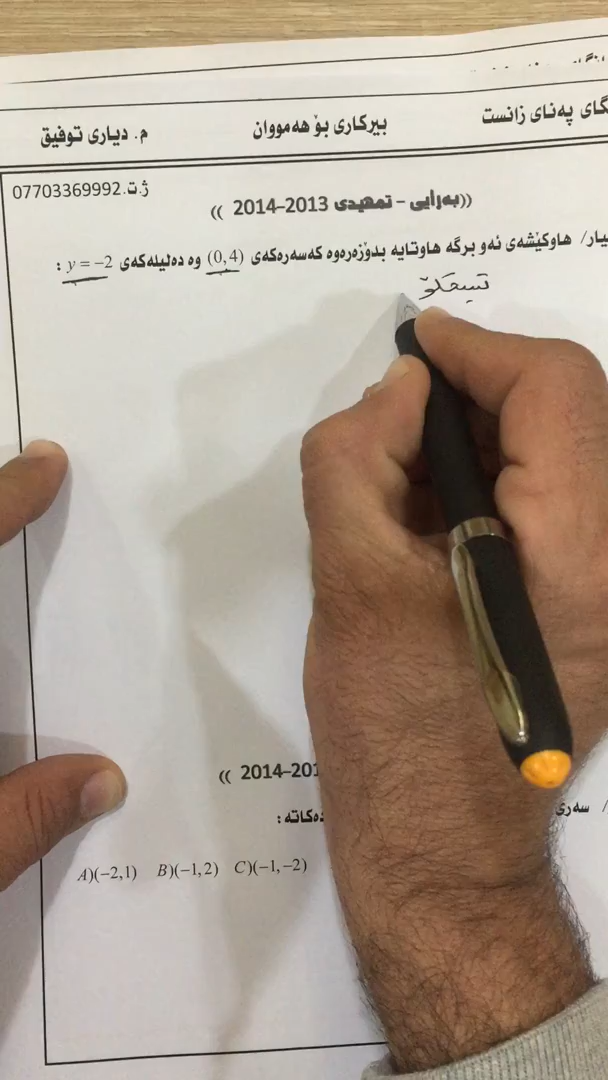 گای پەنای زانست
بیرکاری بۆ هەمووان
م. دیاری توفیق
ژ.ت.07703369992
((بەرایی – تمهیدی 2013–2014 ))
یار/ هاوکێشەی ئەو برگە هاوتایە بدۆزەرەوە کەسەرەکەی (0,4) وە دەلیلەکەی y = −2 :
(( 2014–201
/ سەری
دەکاتە :
A)(−2,1) B)(−1,2) C)(−1,−2)